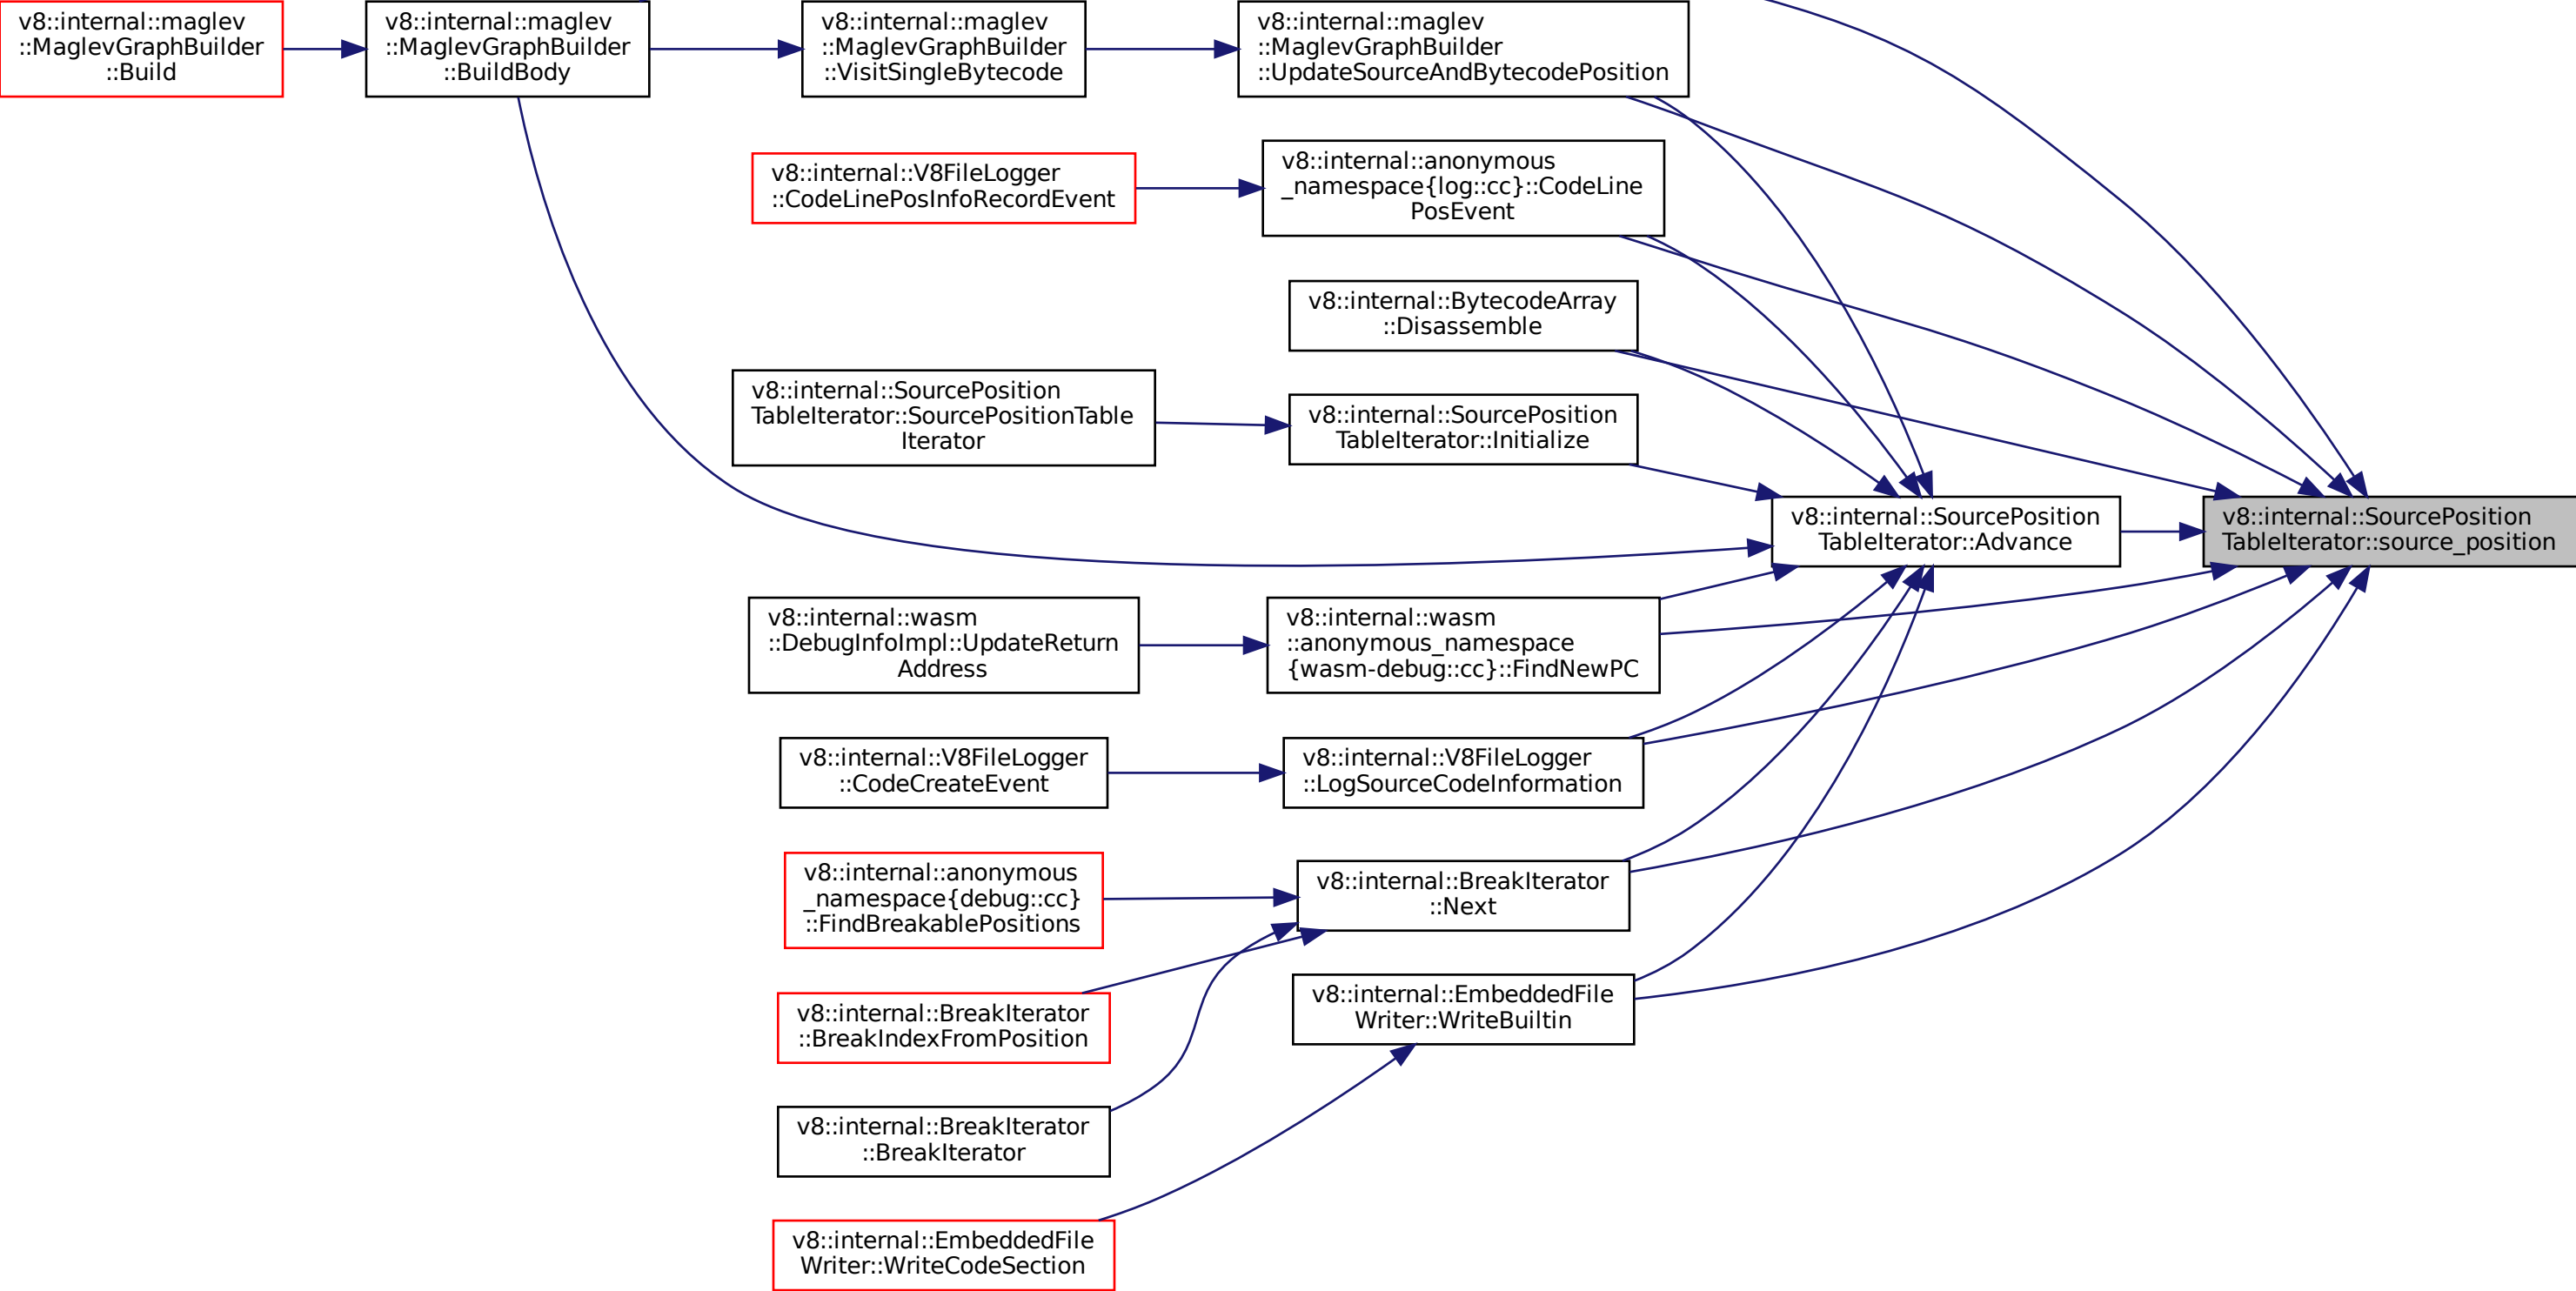 v8::internal::maglev
::MaglevGraphBuilder
::Build
v8::internal::maglev
::MaglevGraphBuilder
::BuildBody
v8::internal::maglev
::MaglevGraphBuilder
::VisitSingleBytecode
v8::internal::maglev
::MaglevGraphBuilder
::UpdateSourceAndBytecodePosition
v8::internal::V8FileLogger
::CodeLinePosInfoRecordEvent
v8::internal::anonymous
_namespace{log::cc}::CodeLine
PosEvent
v8::internal::BytecodeArray
::Disassemble
v8::internal::SourcePosition
TableIterator::SourcePositionTable
Iterator
v8::internal::SourcePosition
TableIterator::Initialize
v8::internal::SourcePosition
TableIterator::Advance
v8::internal::SourcePosition
TableIterator::source_position
v8::internal::wasm
::DebugInfoImpl::UpdateReturn
Address
v8::internal::wasm
::anonymous_namespace
{wasm-debug::cc}::FindNewPC
v8::internal::V8FileLogger
::CodeCreateEvent
v8::internal::V8FileLogger
::LogSourceCodeInformation
v8::internal::anonymous
_namespace{debug::cc}
::FindBreakablePositions
v8::internal::BreakIterator
::Next
v8::internal::BreakIterator
::BreakIndexFromPosition
v8::internal::EmbeddedFile
Writer::WriteBuiltin
v8::internal::BreakIterator
::BreakIterator
v8::internal::EmbeddedFile
Writer::WriteCodeSection